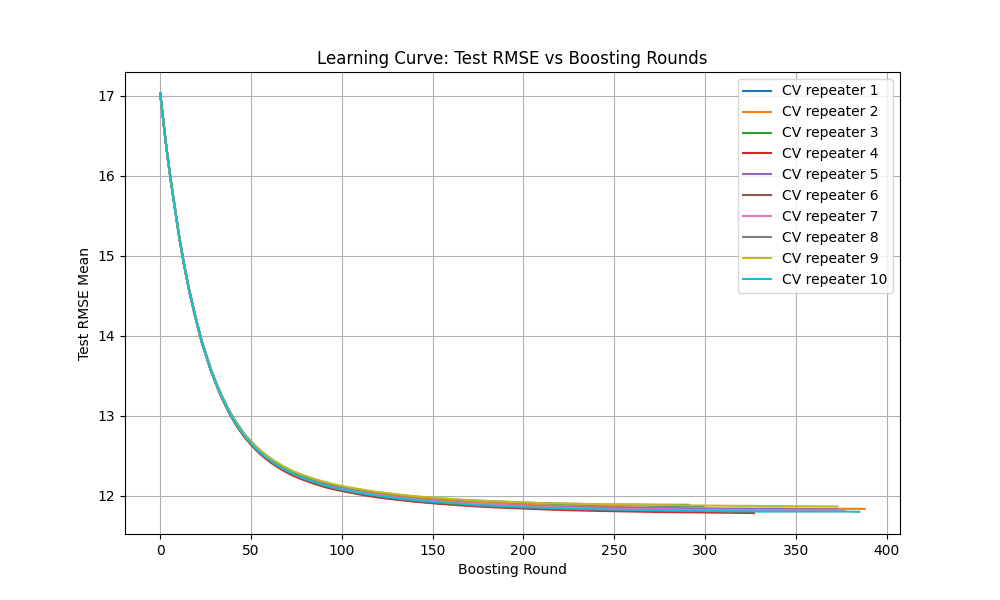 Learning Curve: Test RMSE vs Boosting Rounds
17
16
15
14
13
12
Test RMSE Mean
CV repeater 1
CV repeater 2
CV repeater 3
CV repeater 4
CV repeater 5
CV repeater 6
CV repeater 7
CV repeater 8
CV repeater 9
CV repeater 10
0 50 100 150 200 250 300 350 400
Boosting Round